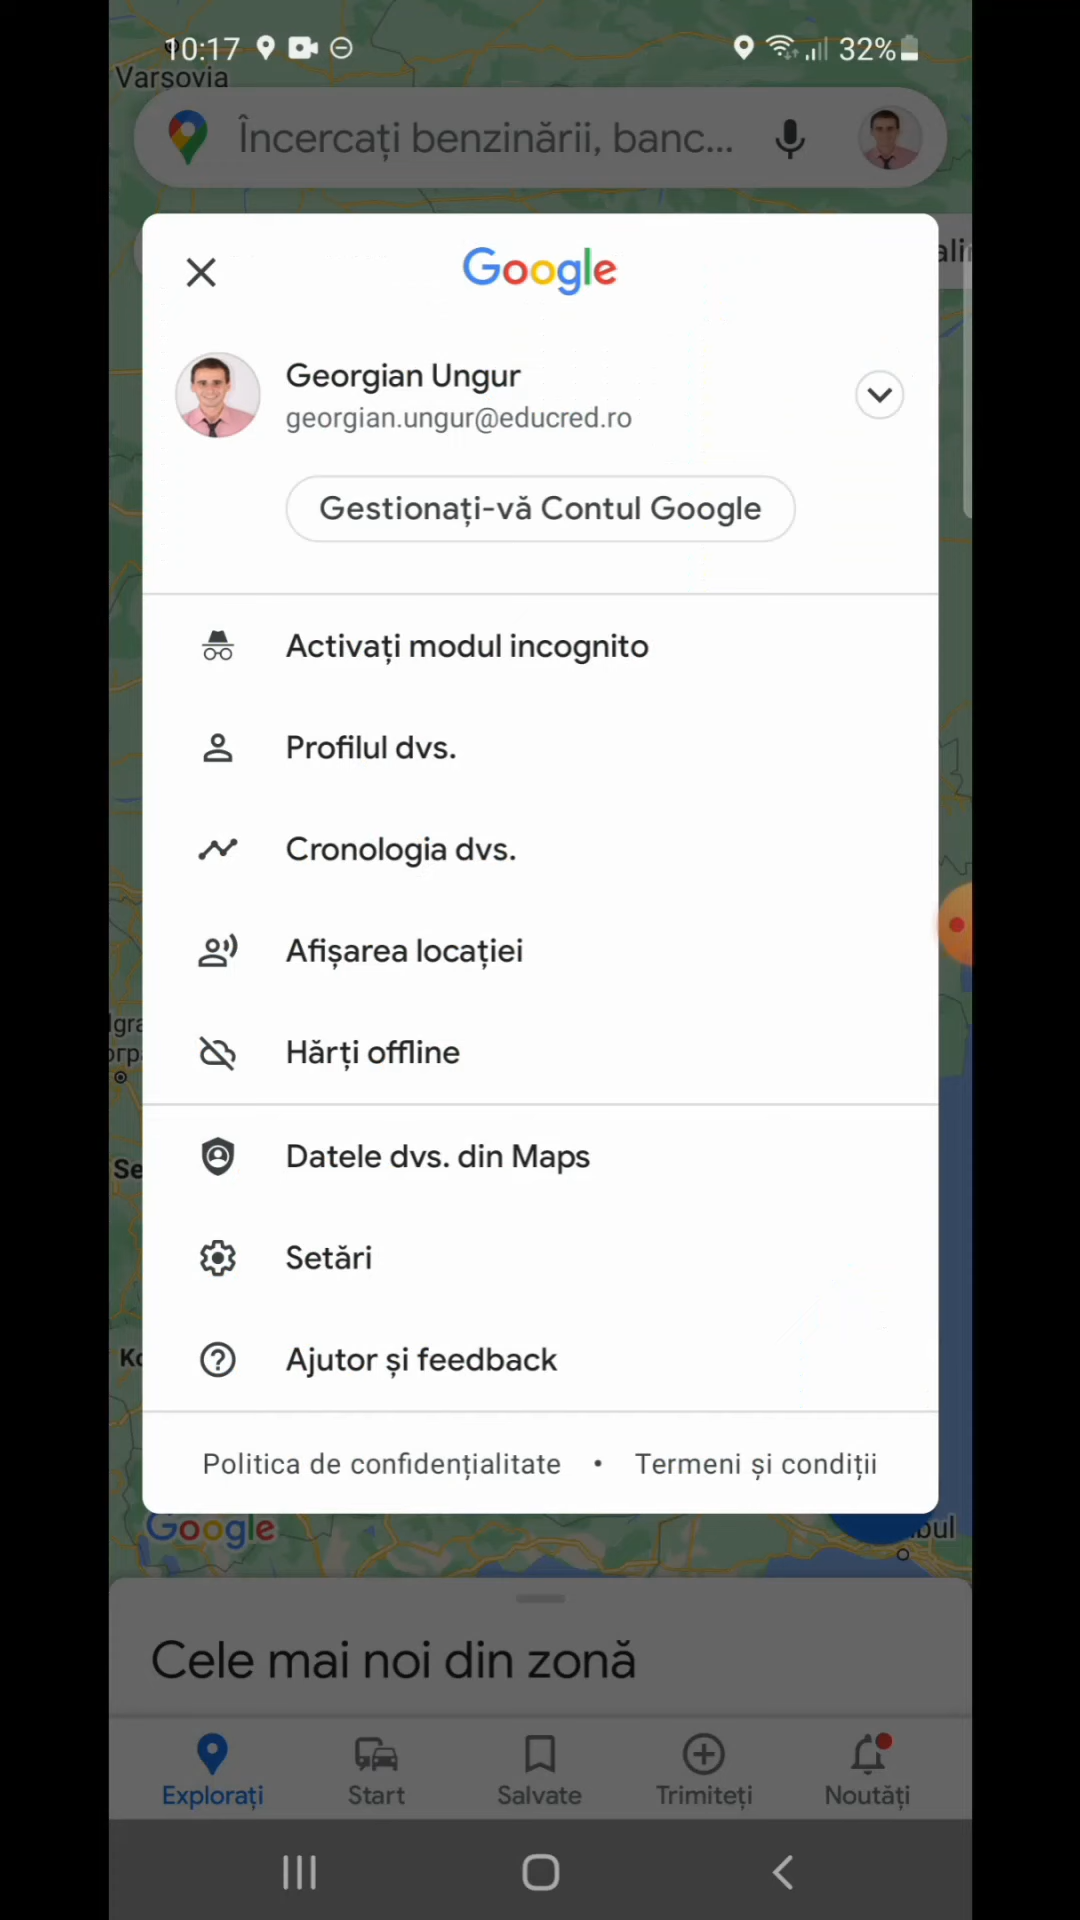 10:17
32%
Varșovia
Încercați benzinării, banc...
Google
Georgian Ungur
georgian.ungur@educred.ro
Gestionați-vă Contul Google
Activați modul incognito
Profilul dvs.
Cronologia dvs.
Afișarea locației
Hărți offline
Datele dvs. din Maps
Setări
Ajutor și feedback
Politica de confidențialitate • Termeni și condiții
Google
Cele mai noi din zonă
Explorați Start Salvate Trimiteți Noutăți